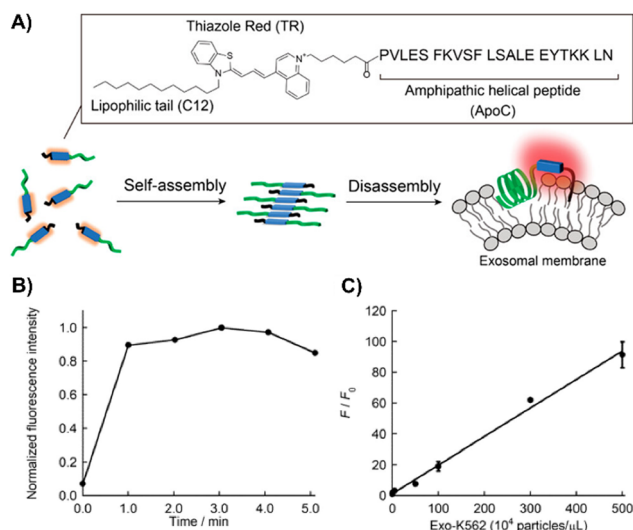 A)
Thiazole Red (TR)
S
N
N+
O
PVLES FKVSF LSALE EYTKK LN
Lipophilic tail (C12)
Amphipathic helical peptide
(ApoC)
Self-assembly
Disassembly
Exosomal membrane
B)
Normalized fluorescence intensity
1.0
0.8
0.6
0.4
0.2
0.0
0.0 1.0 2.0 3.0 4.0 5.0
Time / min
C)
F / F0
120
100
80
60
40
20
0
0 100 200 300 400 500
Exo-K562 (10⁴ particles/μL)